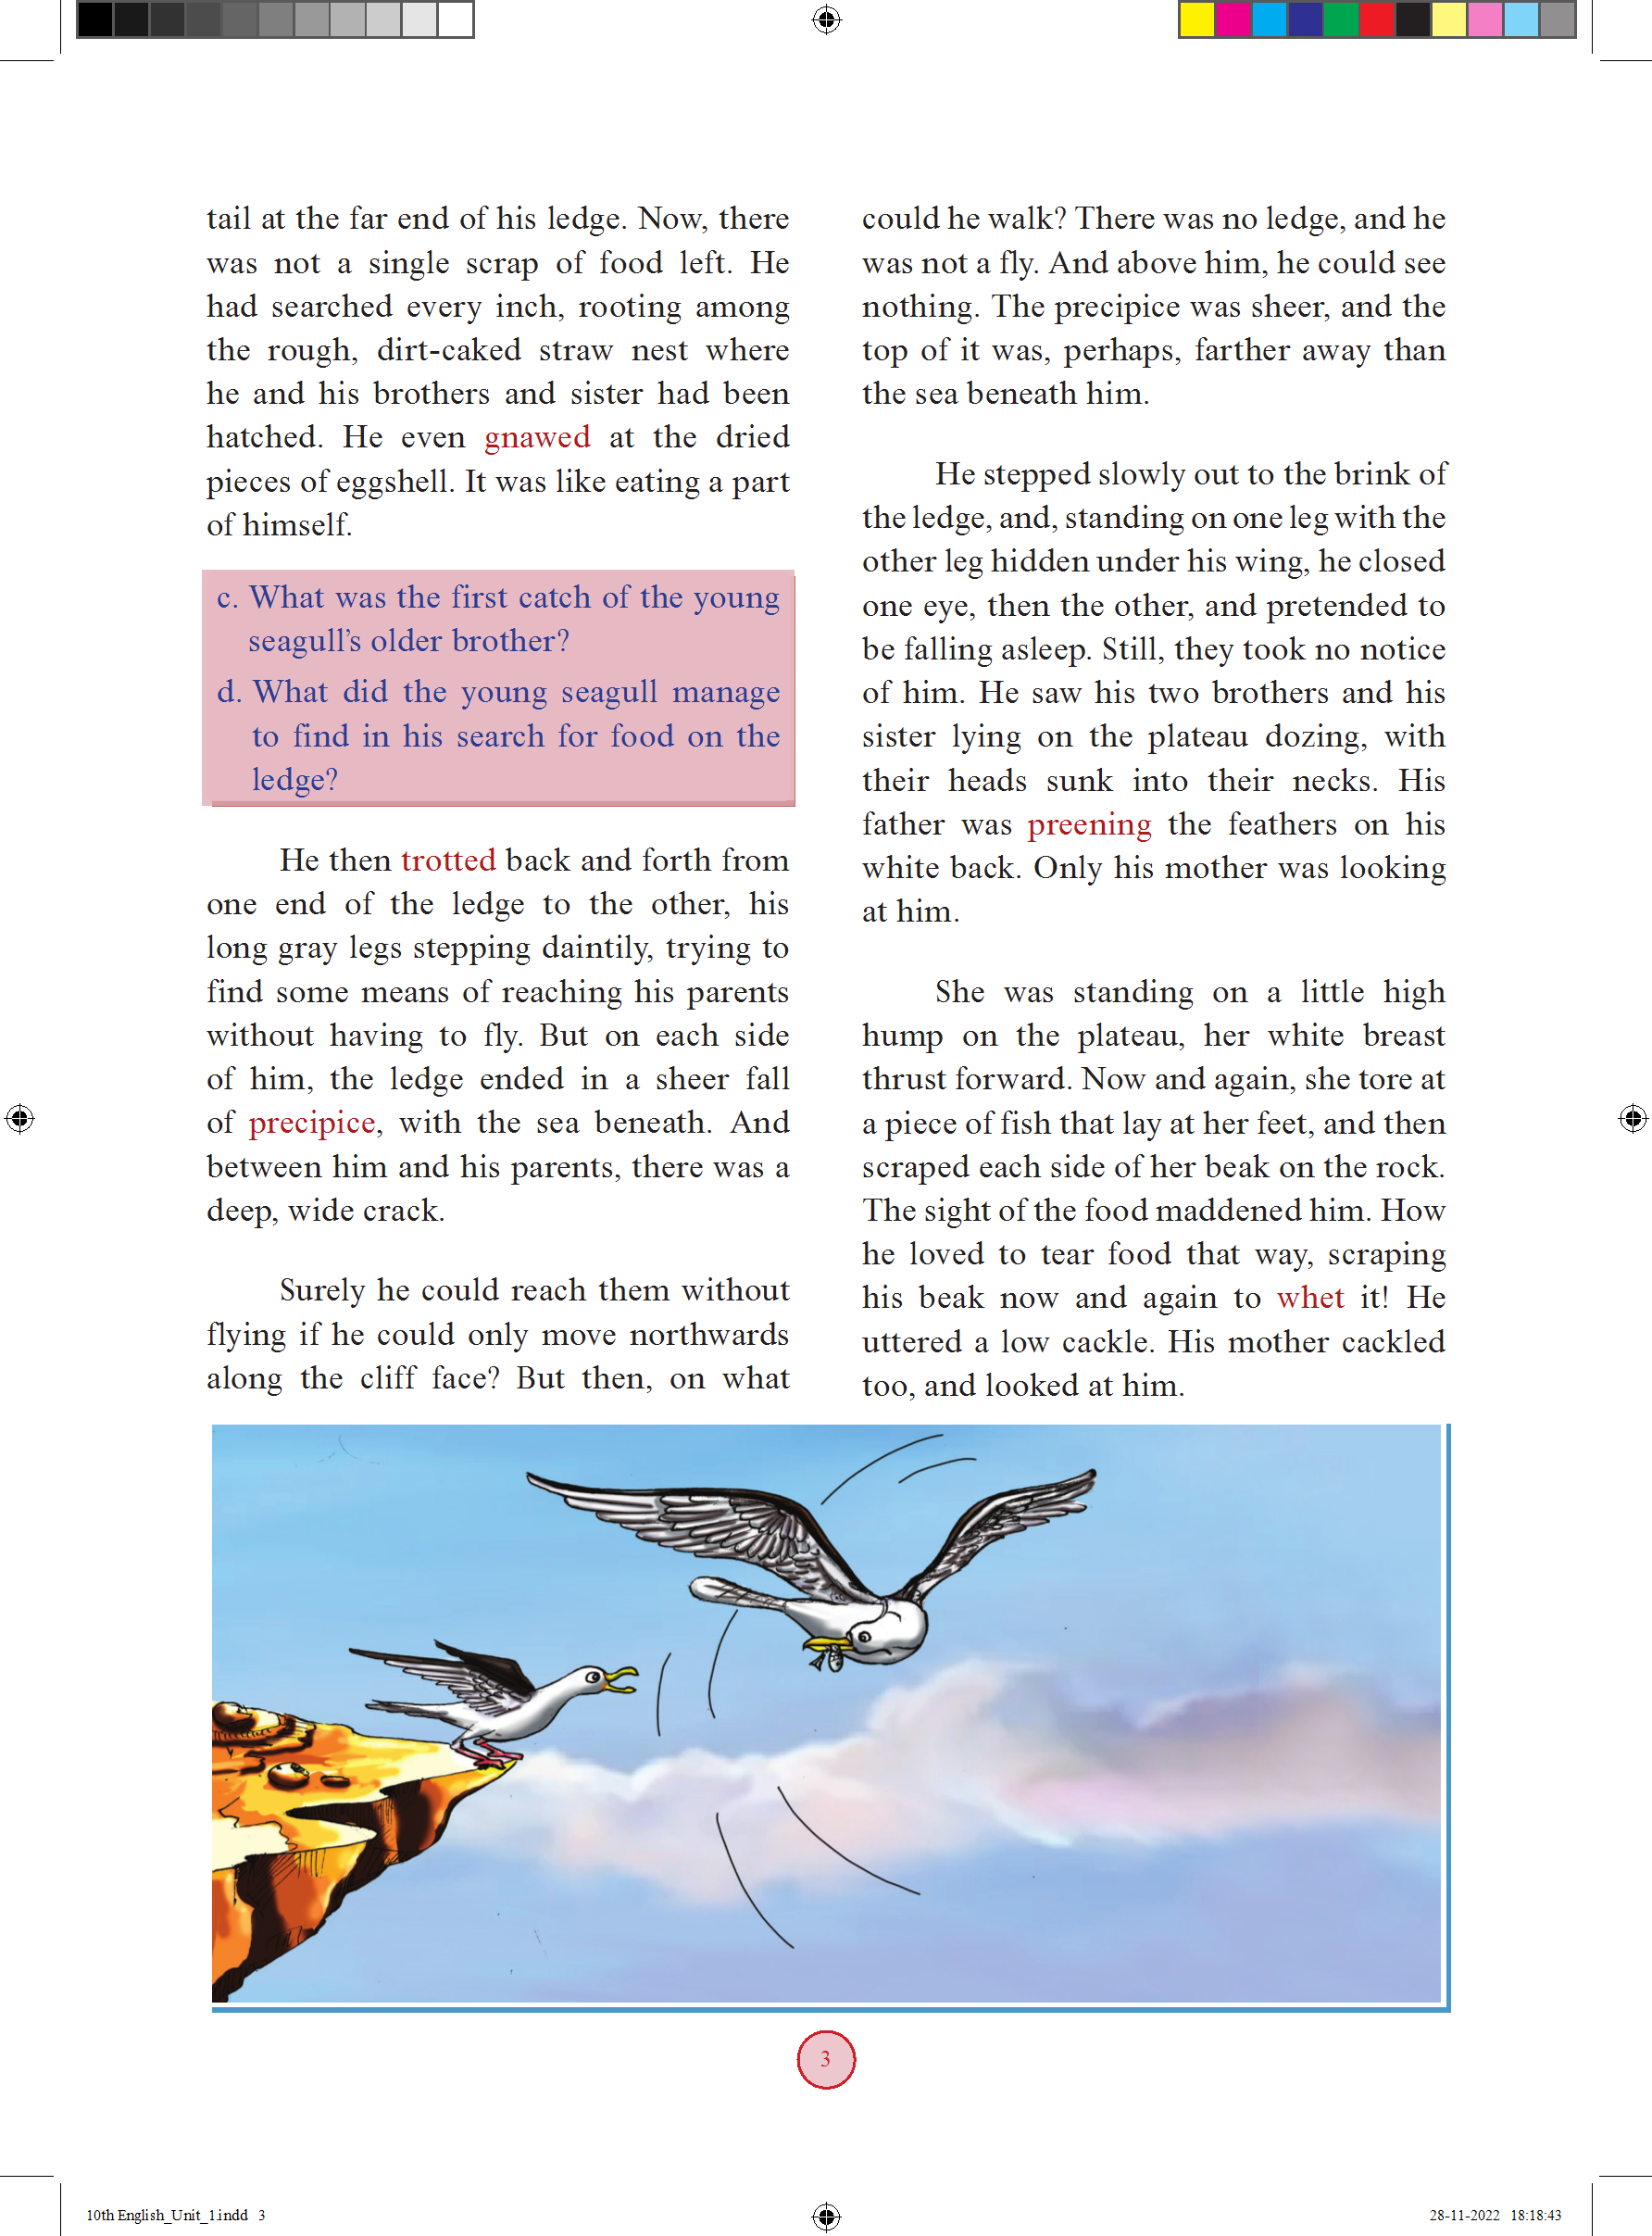 tail at the far end of his ledge. Now, there
was not a single scrap of food left. He
had searched every inch, rooting among
the rough, dirt-caked straw nest where
he and his brothers and sister had been
hatched. He even gnawed at the dried
pieces of eggshell. It was like eating a part
of himself.
c. What was the first catch of the young
seagull’s older brother?
d. What did the young seagull manage
to find in his search for food on the
ledge?
He then trotted back and forth from
one end of the ledge to the other, his
long gray legs stepping daintily, trying to
find some means of reaching his parents
without having to fly. But on each side
of him, the ledge ended in a sheer fall
of precipice, with the sea beneath. And
between him and his parents, there was a
deep, wide crack.
Surely he could reach them without
flying if he could only move northwards
along the cliff face? But then, on what
could he walk? There was no ledge, and he
was not a fly. And above him, he could see
nothing. The precipice was sheer, and the
top of it was, perhaps, farther away than
the sea beneath him.
He stepped slowly out to the brink of
the ledge, and, standing on one leg with the
other leg hidden under his wing, he closed
one eye, then the other, and pretended to
be falling asleep. Still, they took no notice
of him. He saw his two brothers and his
sister lying on the plateau dozing, with
their heads sunk into their necks. His
father was preening the feathers on his
white back. Only his mother was looking
at him.
She was standing on a little high
hump on the plateau, her white breast
thrust forward. Now and again, she tore at
a piece of fish that lay at her feet, and then
scraped each side of her beak on the rock.
The sight of the food maddened him. How
he loved to tear food that way, scraping
his beak now and again to whet it! He
uttered a low cackle. His mother cackled
too, and looked at him.
3
10th English_Unit_1.indd 3
28-11-2022 18:18:43